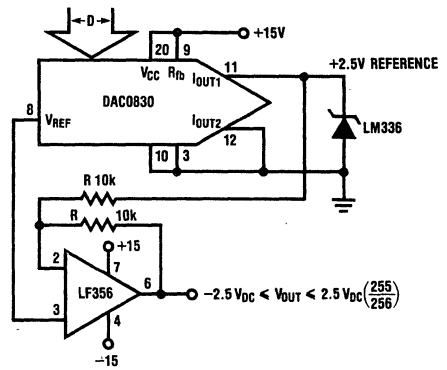 D
20 9
+15V
VCC Rfb IOUT1 11
+2.5V REFERENCE
DAC0830
8 VREF
IOUT2
12
LM336
10 3
R 10k
R 10k
+15
2 7
LF356 6
-2.5 VDC ≤ VOUT ≤ 2.5 VDC(255/256)
3 4
-15